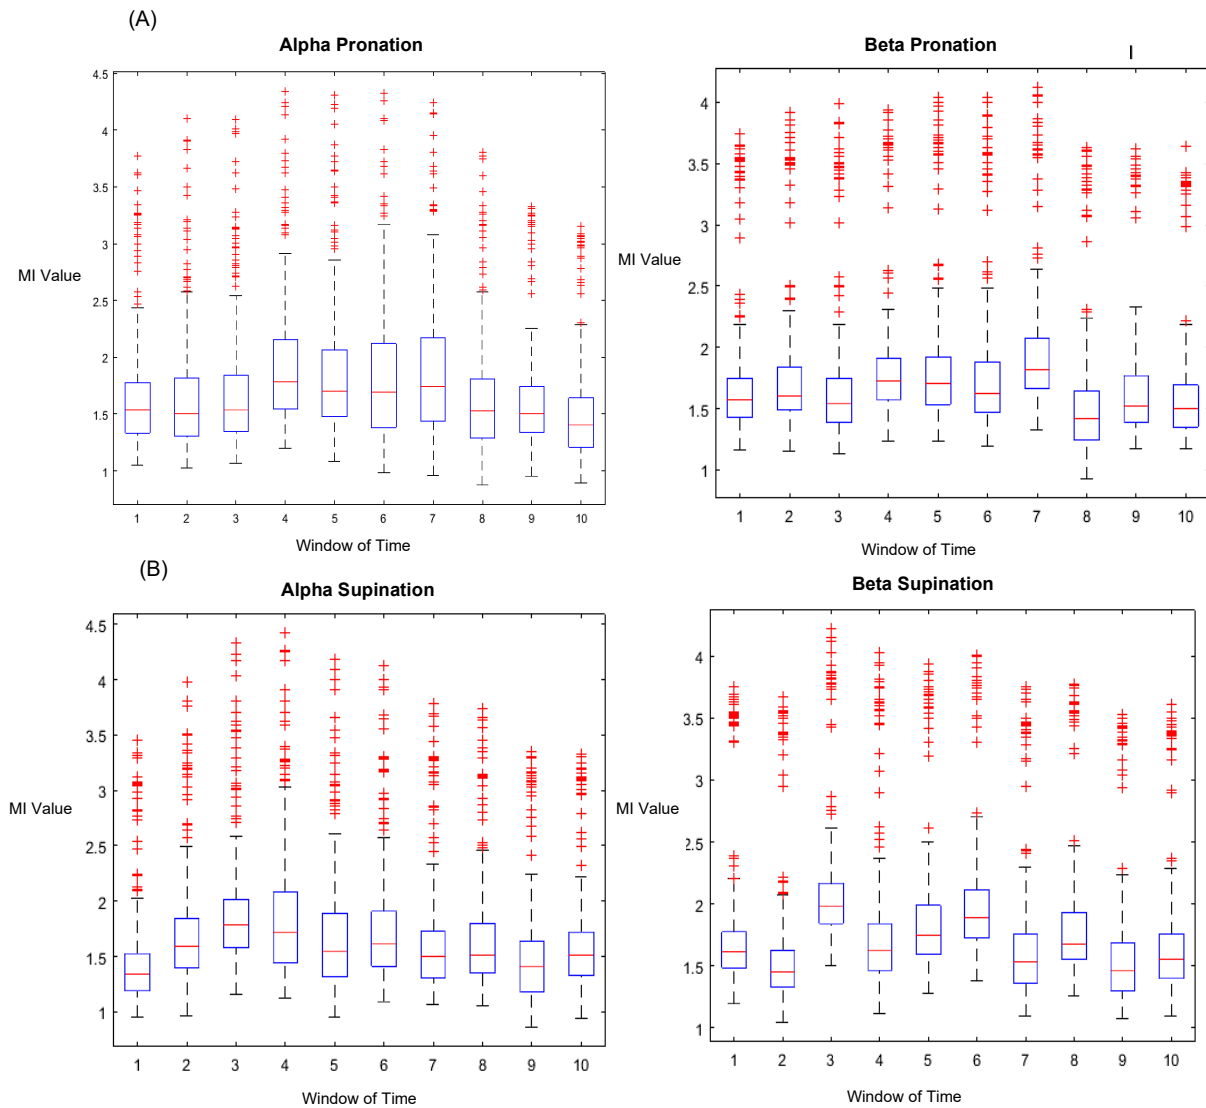 (A)
Alpha Pronation
4.5
4
3.5
3
2.5
2
1.5
1
MI Value
1 2 3 4 5 6 7 8 9 10
Window of Time
Beta Pronation
4
3.5
3
2.5
2
1.5
1
MI Value
1 2 3 4 5 6 7 8 9 10
Window of Time
(B)
Alpha Supination
4.5
4
3.5
3
2.5
2
1.5
1
MI Value
1 2 3 4 5 6 7 8 9 10
Window of Time
Beta Supination
4
3.5
3
2.5
2
1.5
1
MI Value
1 2 3 4 5 6 7 8 9 10
Window of Time